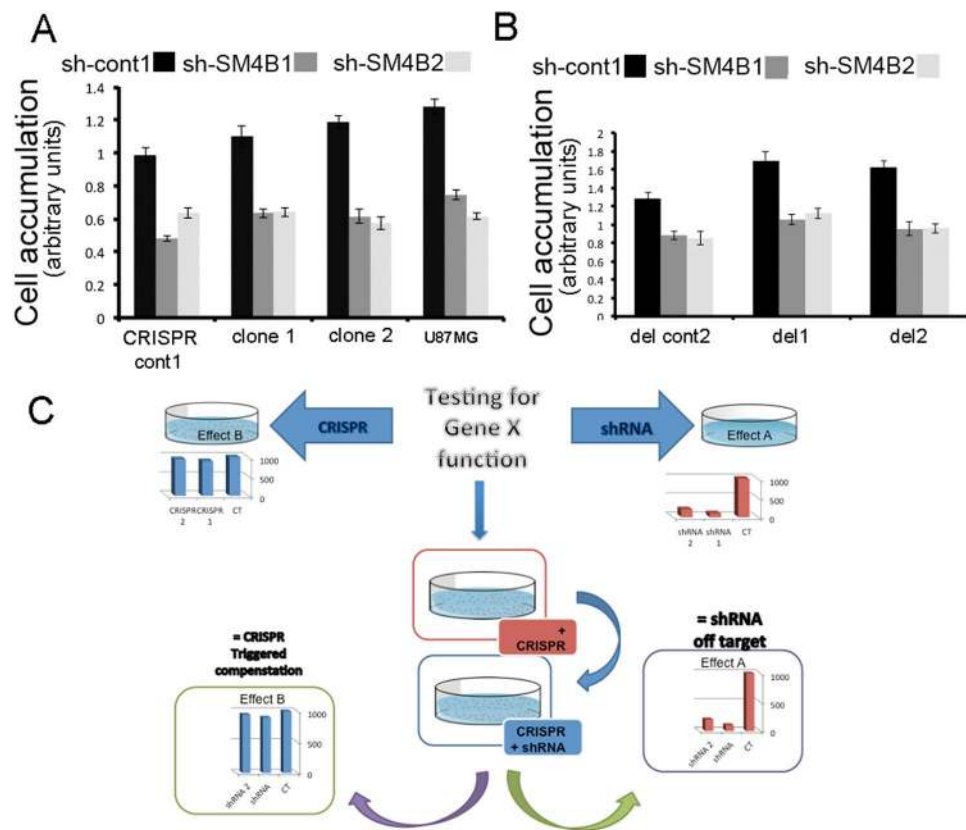 A
sh-cont1 sh-SM4B1 sh-SM4B2
Cell accumulation
(arbitrary units)
1.4
1.2
1
0.8
0.6
0.4
0.2
0
CRISPR
cont1
clone 1
clone 2
U87MG
B
sh-cont1 sh-SM4B1 sh-SM4B2
Cell accumulation
(arbitrary units)
2
1.8
1.6
1.4
1.2
1
0.8
0.6
0.4
0.2
0
del cont2
del1
del2
C
Effect B
CRISPR
Testing for
Gene X
function
shRNA
Effect A
1000
500
0
CRISPR
2
CRISPR
1
CT
1000
500
0
shRNA
2
shRNA
1
CT
+
CRISPR
CRISPR
+ shRNA
= CRISPR
Triggered
compenstation
Effect B
1000
500
0
shRNA 2
shRNA
CT
= shRNA
off target
Effect A
1000
500
0
shRNA 2
shRNA
CT